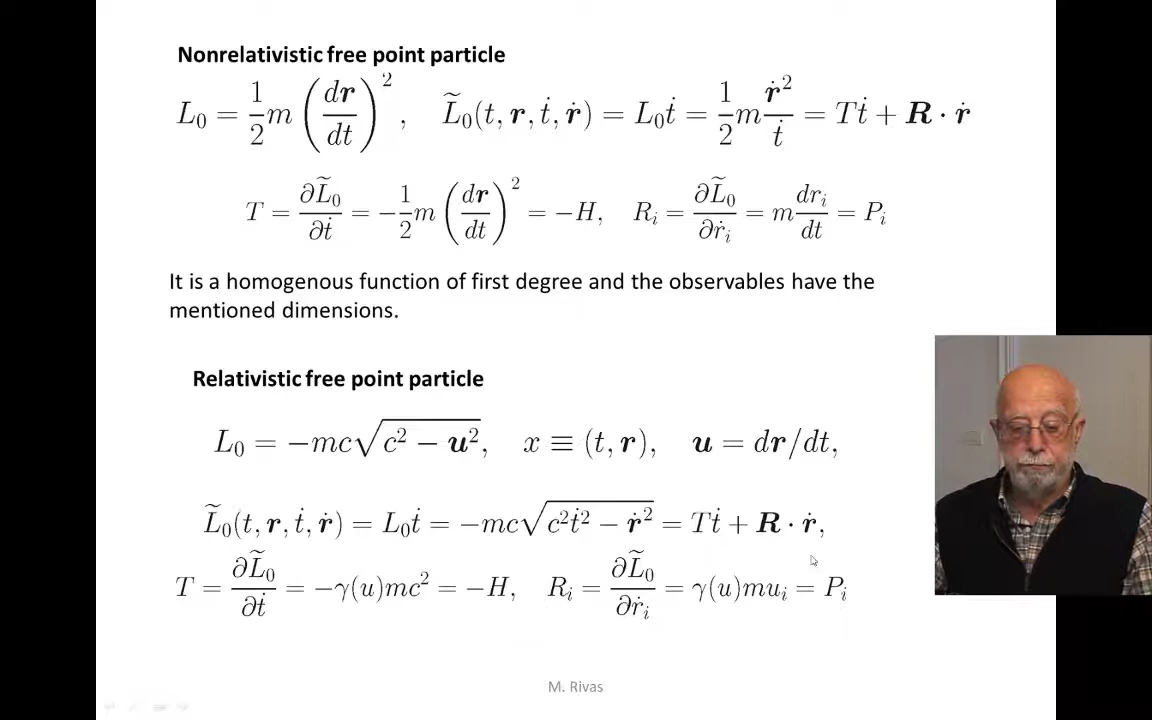 Nonrelativistic free point particle
$L_0 = \frac{1}{2} m \left( \frac{d\boldsymbol{r}}{dt} \right)^2, \quad \widetilde{L}_0(t, \boldsymbol{r}, \dot{t}, \dot{\boldsymbol{r}}) = L_0 \dot{t} = \frac{1}{2} m \frac{\dot{\boldsymbol{r}}^2}{\dot{t}} = T\dot{t} + \boldsymbol{R} \cdot \dot{\boldsymbol{r}}$
$T = \frac{\partial \widetilde{L}_0}{\partial \dot{t}} = -\frac{1}{2} m \left( \frac{d\boldsymbol{r}}{dt} \right)^2 = -H, \quad R_i = \frac{\partial \widetilde{L}_0}{\partial \dot{r}_i} = m \frac{dr_i}{dt} = P_i$
It is a homogenous function of first degree and the observables have the
mentioned dimensions.
Relativistic free point particle
$L_0 = -mc\sqrt{c^2 - \boldsymbol{u}^2}, \quad x \equiv (t, \boldsymbol{r}), \quad \boldsymbol{u} = d\boldsymbol{r}/dt,$
$\widetilde{L}_0(t, \boldsymbol{r}, \dot{t}, \dot{\boldsymbol{r}}) = L_0 \dot{t} = -mc\sqrt{c^2 \dot{t}^2 - \dot{\boldsymbol{r}}^2} = T\dot{t} + \boldsymbol{R} \cdot \dot{\boldsymbol{r}},$
$T = \frac{\partial \widetilde{L}_0}{\partial \dot{t}} = -\gamma(u)mc^2 = -H, \quad R_i = \frac{\partial \widetilde{L}_0}{\partial \dot{r}_i} = \gamma(u)mu_i = P_i$
M. Rivas